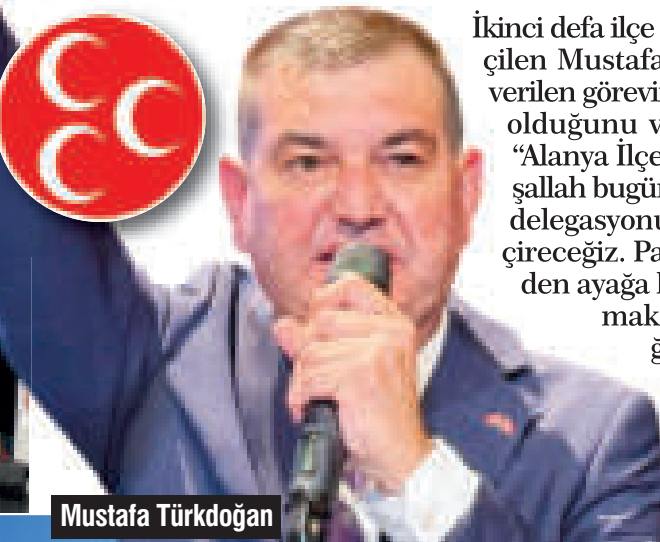 İkinci defa ilçe
çilen Mustafa
verilen görevin
olduğunu v
“Alanya İlçe
şallah bugün
delegasyonu
çireceğiz. Pa
den ayağa k
mak
ğ
Mustafa Türkdoğan